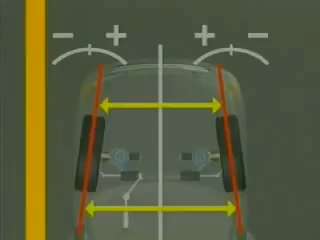 − + + −